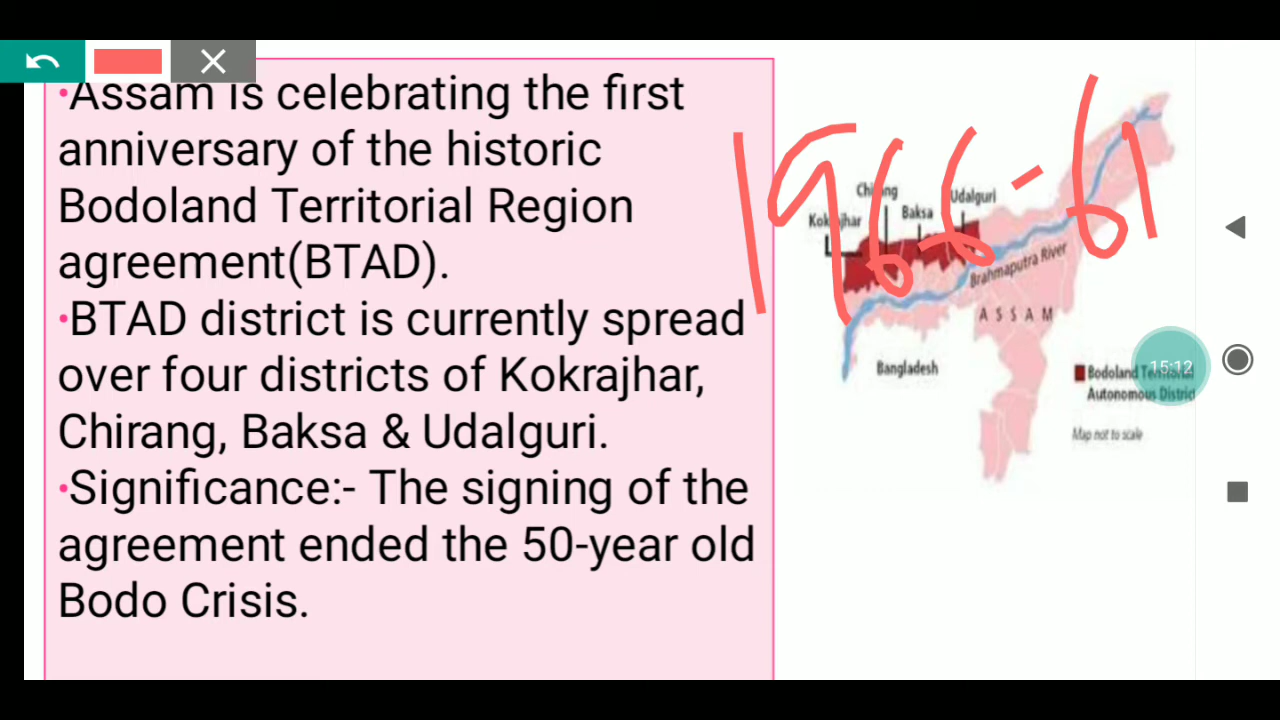 •Assam is celebrating the first
anniversary of the historic
Bodoland Territorial Region
agreement(BTAD).
•BTAD district is currently spread
over four districts of Kokrajhar,
Chirang, Baksa & Udalguri.
•Significance:- The signing of the
agreement ended the 50-year old
Bodo Crisis.
1966-61
Chirang
Udalguri
Kokrajhar
Baksa
Brahmaputra River
ASSAM
Bangladesh
15:12
Bodoland Territorial
Autonomous District
Map not to scale